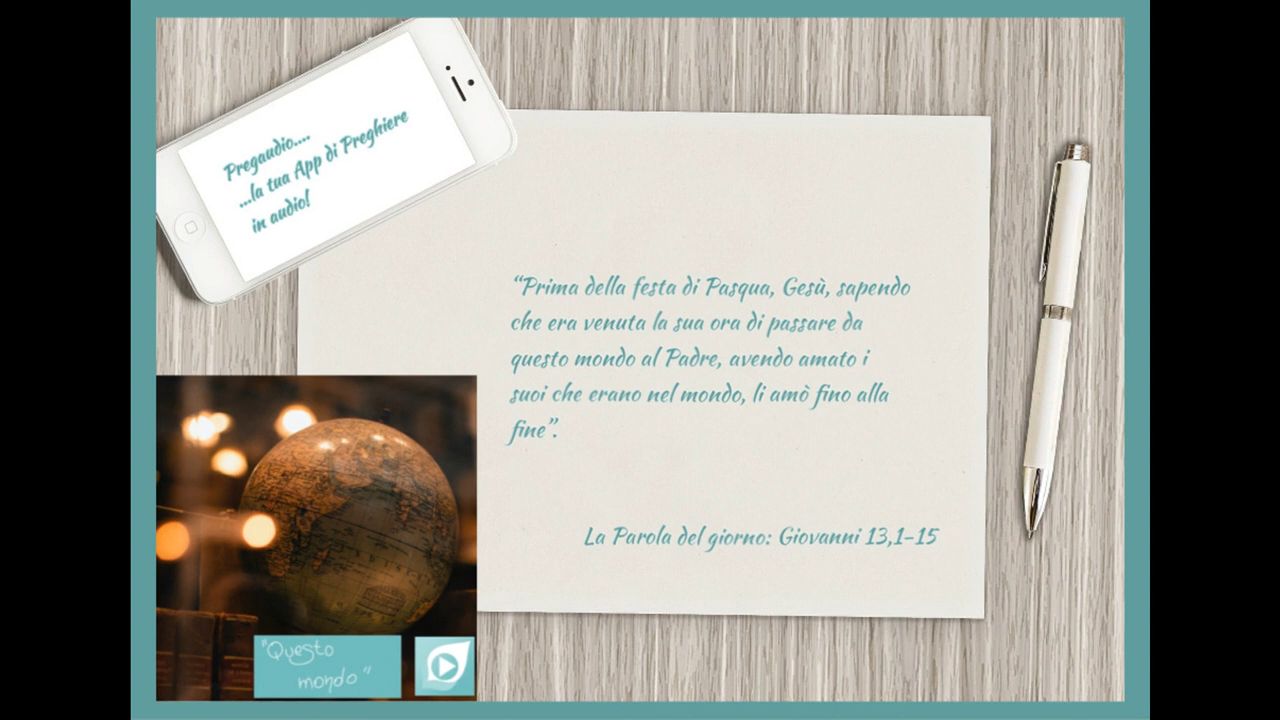 Pregaudio....
...la tua App di Preghiere
in audio!
“Prima della festa di Pasqua, Gesù, sapendo
che era venuta la sua ora di passare da
questo mondo al Padre, avendo amato i
suoi che erano nel mondo, li amò fino alla
fine”.
La Parola del giorno: Giovanni 13,1-15
"Questo
mondo"